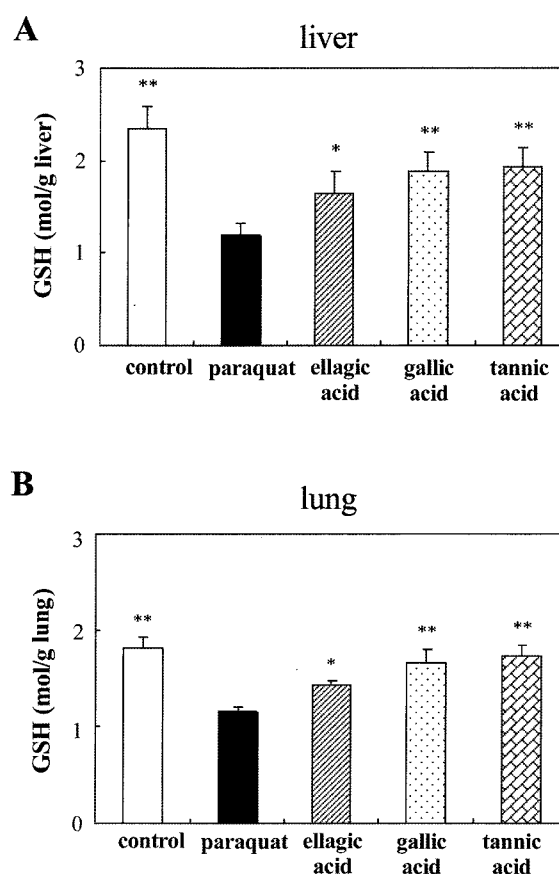 A
liver
GSH (mol/g liver)
3
2
1
0
**
*
**
**
control paraquat ellagic acid gallic acid tannic acid
B
lung
GSH (mol/g lung)
3
2
1
0
**
*
**
**
control paraquat ellagic acid gallic acid tannic acid